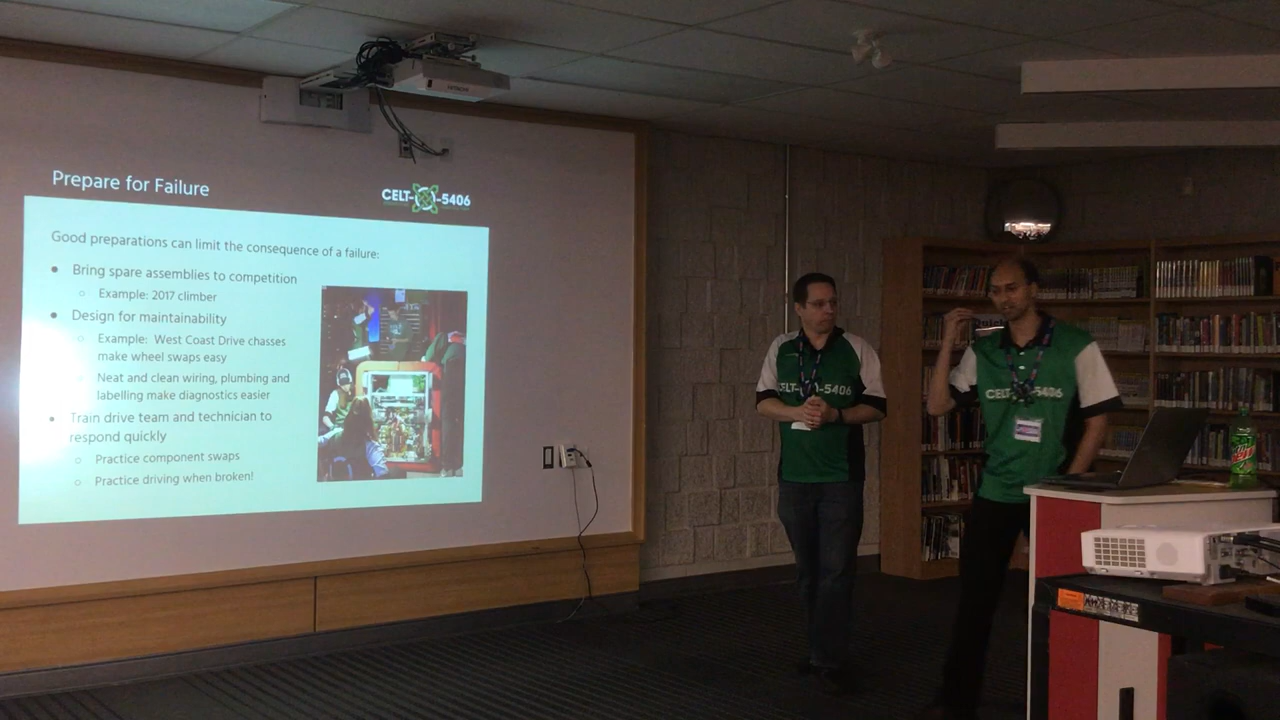 HITACHI
Prepare for Failure
CELT-X-5406
Good preparations can limit the consequence of a failure:
• Bring spare assemblies to competition
○ Example: 2017 climber
• Design for maintainability
○ Example: West Coast Drive chasses
make wheel swaps easy
○ Neat and clean wiring, plumbing and
labelling make diagnostics easier
• Train drive team and technician to
respond quickly
○ Practice component swaps
○ Practice driving when broken!
CELT-X-5406
CELT-X-5406